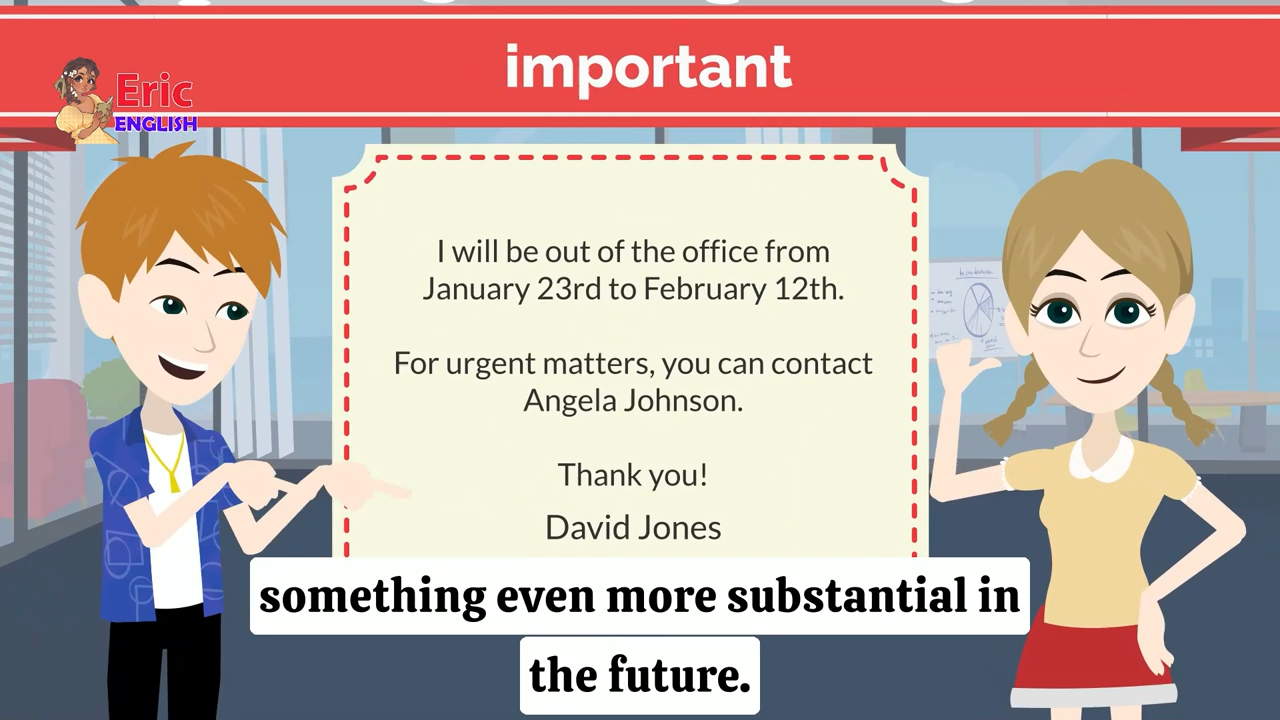 important
Eric
ENGLISH
I will be out of the office from
January 23rd to February 12th.
For urgent matters, you can contact
Angela Johnson.
Thank you!
David Jones
something even more substantial in
the future.